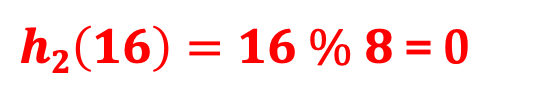 h₂(16) = 16 % 8 = 0